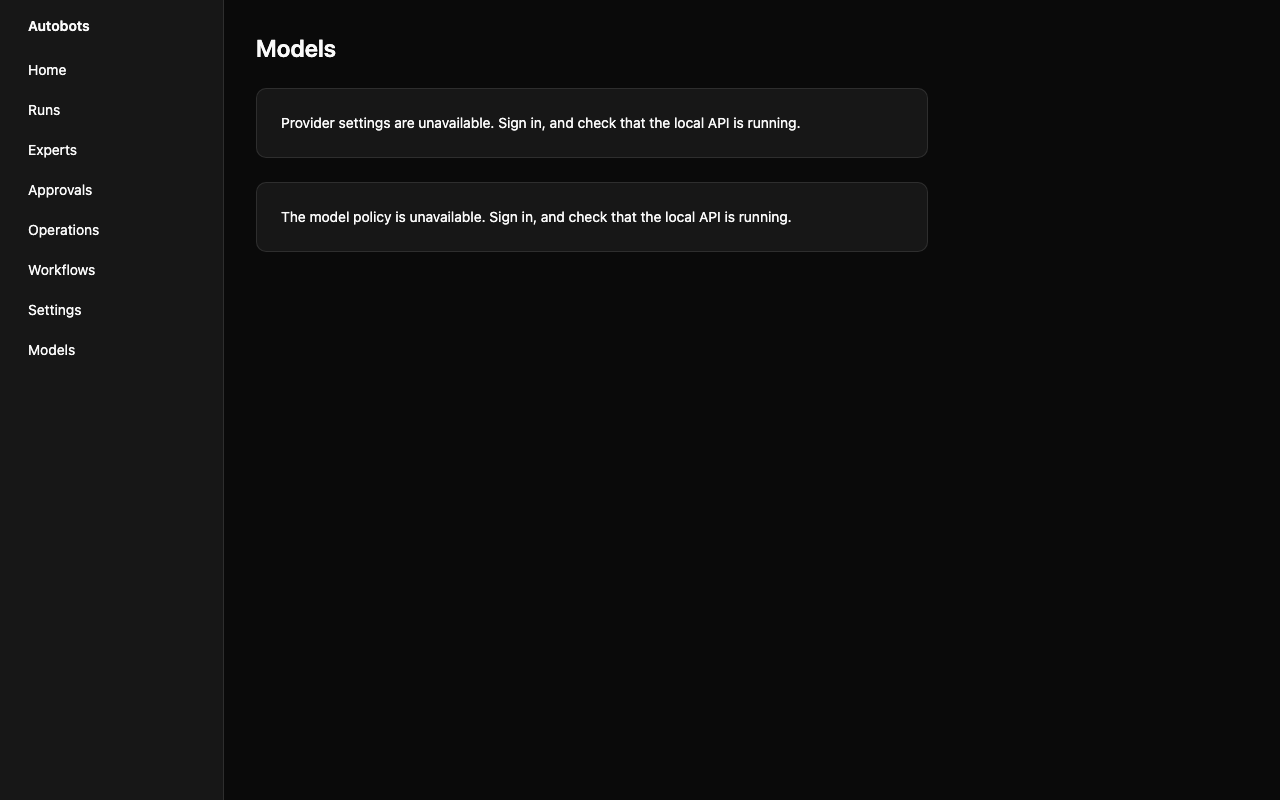 Autobots
Home
Runs
Experts
Approvals
Operations
Workflows
Settings
Models
Models
Provider settings are unavailable. Sign in, and check that the local API is running.
The model policy is unavailable. Sign in, and check that the local API is running.